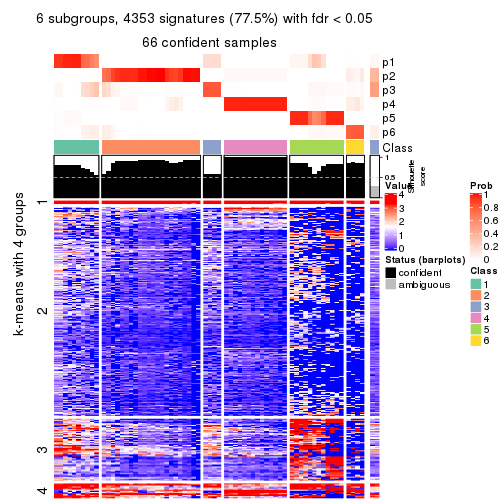 6 subgroups, 4353 signatures (77.5%) with fdr < 0.05
66 confident samples
p1
p2
p3
p4
p5
p6
Class
1
0.5
0
Silhouette
score
k-means with 4 groups
1
2
3
4
Value
4
3
2
1
0
Status (barplots)
confident
ambiguous
Prob
1
0.8
0.6
0.4
0.2
0
Class
1
2
3
4
5
6